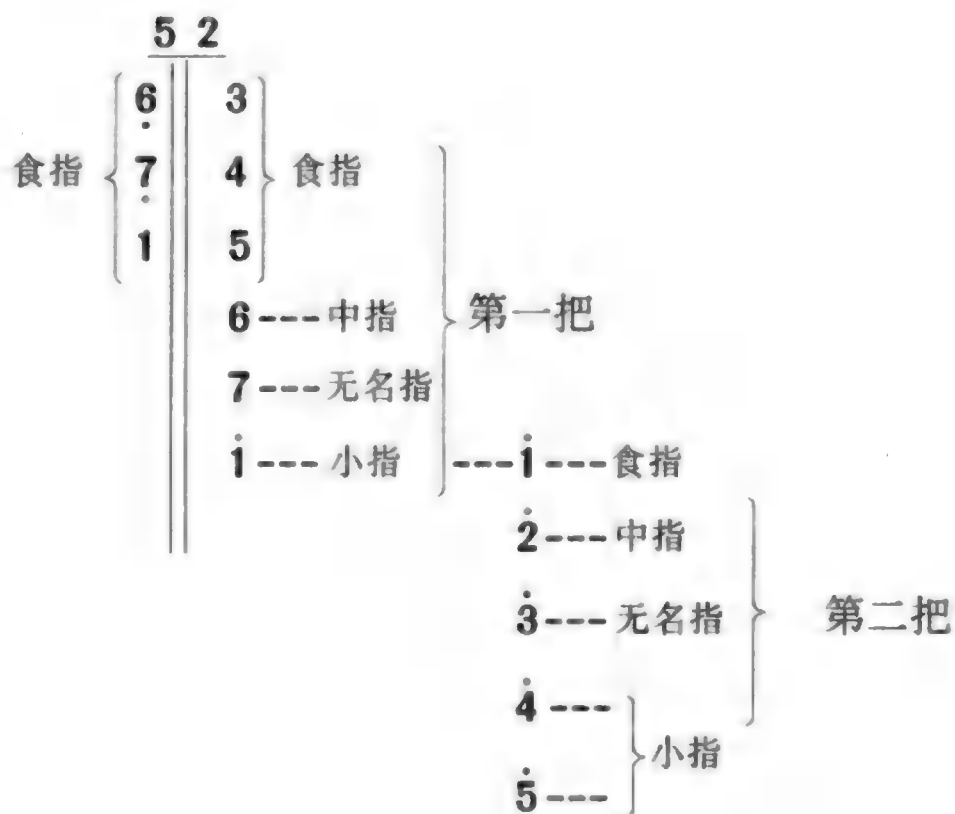 5 2
6̣ 3
食指 7̣ 4 食指
1 5
6---中指 第一把
7---无名指
1̇---小指 ---1̇---食指
2̇---中指
3̇---无名指 第二把
4̇---
小指
5̇---